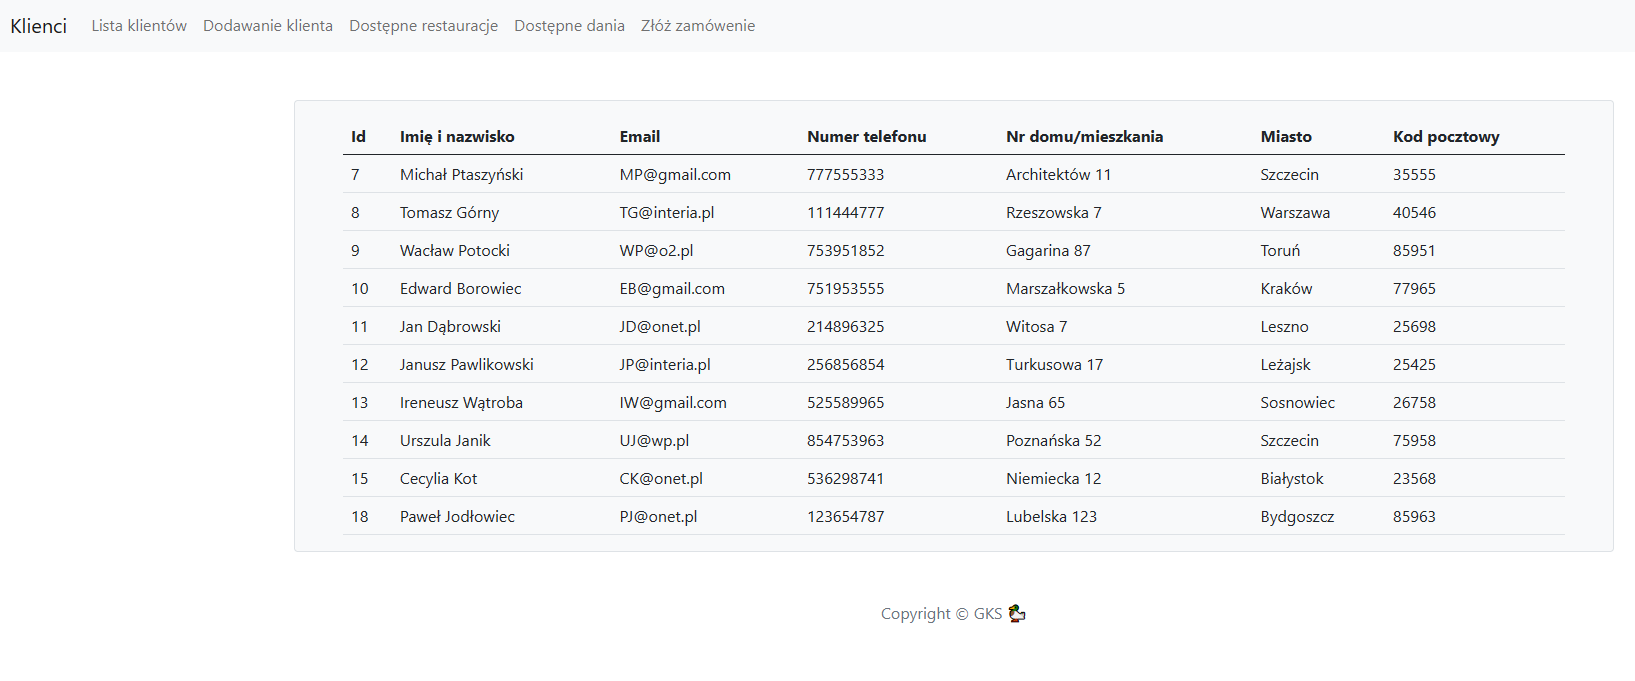 Klienci Lista klientów Dodawanie klienta Dostępne restauracje Dostępne dania Złóż zamówenie
Id Imię i nazwisko Email Numer telefonu Nr domu/mieszkania Miasto Kod pocztowy
7 Michał Ptaszyński MP@gmail.com 777555333 Architektów 11 Szczecin 35555
8 Tomasz Górny TG@interia.pl 111444777 Rzeszowska 7 Warszawa 40546
9 Wacław Potocki WP@o2.pl 753951852 Gagarina 87 Toruń 85951
10 Edward Borowiec EB@gmail.com 751953555 Marszałkowska 5 Kraków 77965
11 Jan Dąbrowski JD@onet.pl 214896325 Witosa 7 Leszno 25698
12 Janusz Pawlikowski JP@interia.pl 256856854 Turkusowa 17 Leżajsk 25425
13 Ireneusz Wątroba IW@gmail.com 525589965 Jasna 65 Sosnowiec 26758
14 Urszula Janik UJ@wp.pl 854753963 Poznańska 52 Szczecin 75958
15 Cecylia Kot CK@onet.pl 536298741 Niemiecka 12 Białystok 23568
18 Paweł Jodłowiec PJ@onet.pl 123654787 Lubelska 123 Bydgoszcz 85963
Copyright © GKS